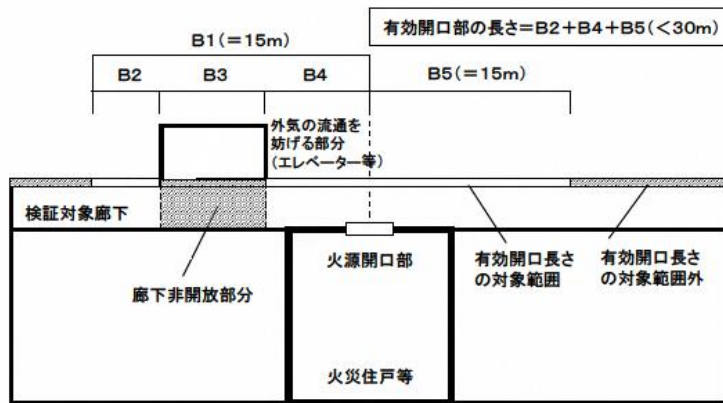 有効開口部の長さ=B2+B4+B5(<30m)
B1(=15m)
B2
B3
B4
B5(=15m)
外気の流通を
妨げる部分
(エレベーター等)
検証対象廊下
火源開口部
有効開口長さ
の対象範囲
有効開口長さ
の対象範囲外
廊下非開放部分
火災住戸等